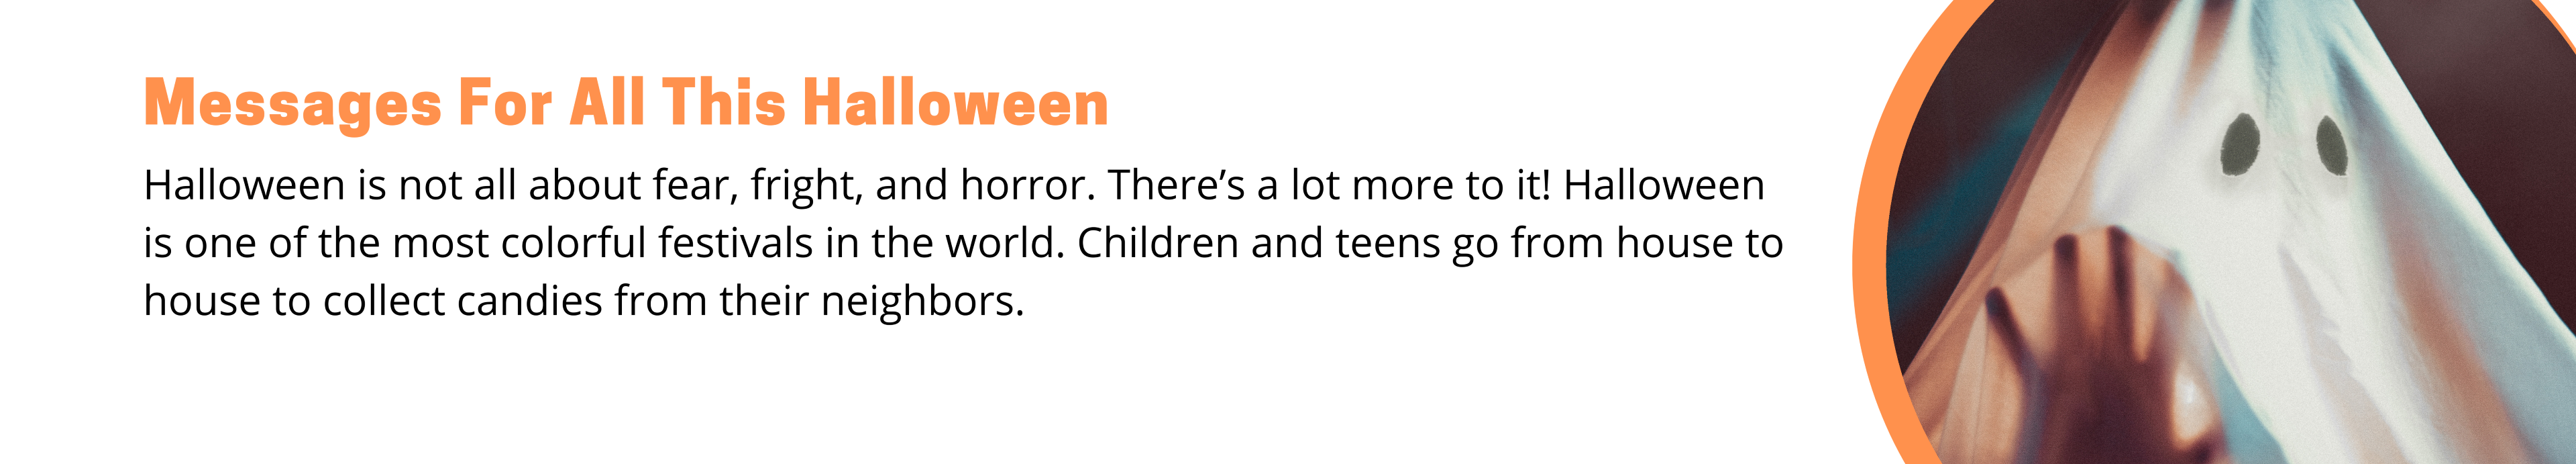 Messages For All This Halloween
Halloween is not all about fear, fright, and horror. There’s a lot more to it! Halloween
is one of the most colorful festivals in the world. Children and teens go from house to
house to collect candies from their neighbors.